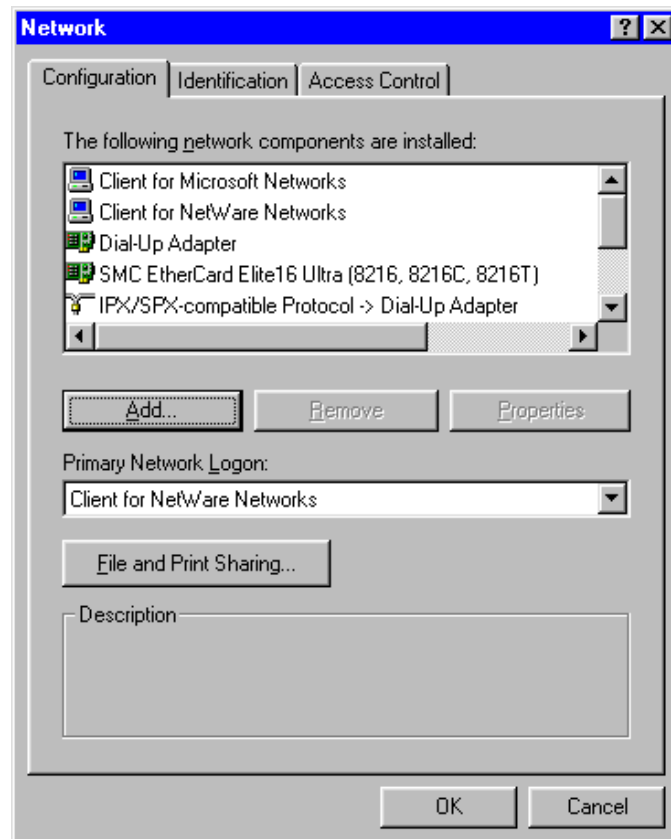 Network
Configuration Identification Access Control
The following network components are installed:
Client for Microsoft Networks
Client for NetWare Networks
Dial-Up Adapter
SMC EtherCard Elite16 Ultra (8216, 8216C, 8216T)
IPX/SPX-compatible Protocol -> Dial-Up Adapter
Add... Remove Properties
Primary Network Logon:
Client for NetWare Networks
File and Print Sharing...
Description
OK Cancel